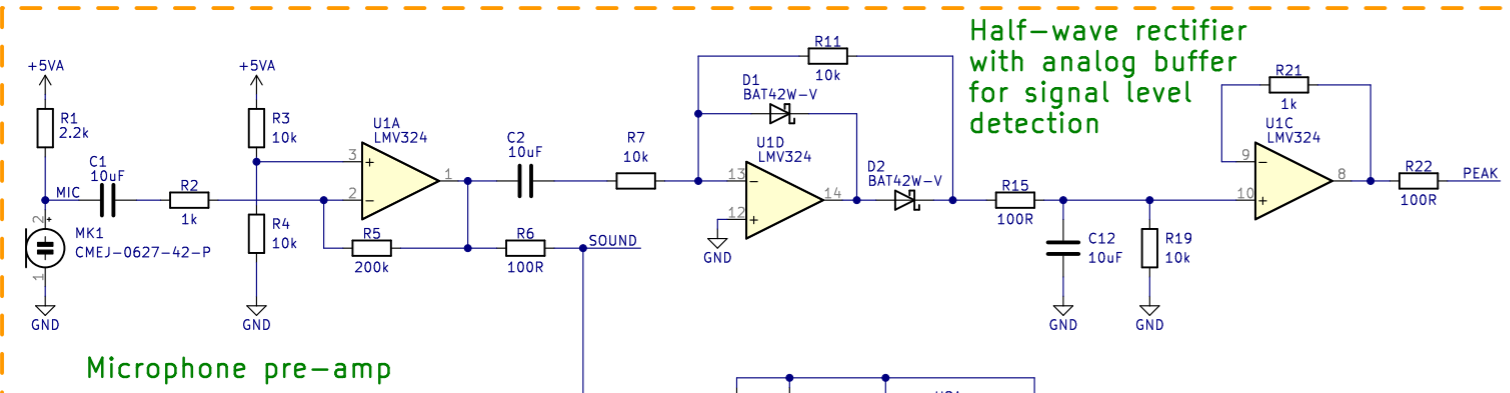 Half-wave rectifier
with analog buffer
for signal level
detection
+5VA
R1
2.2k
MIC
C1
10uF
R2
1k
2
+
MK1
CMEJ-0627-42-P
1
GND
+5VA
R3
10k
R4
10k
GND
U1A
LMV324
3
+
2
-
1
R5
200k
R6
100R
SOUND
C2
10uF
R7
10k
R11
10k
D1
BAT42W-V
U1D
LMV324
13
-
12
+
14
GND
D2
BAT42W-V
R15
100R
C12
10uF
GND
R19
10k
GND
R21
1k
U1C
LMV324
9
-
10
+
8
R22
100R
PEAK
Microphone pre-amp